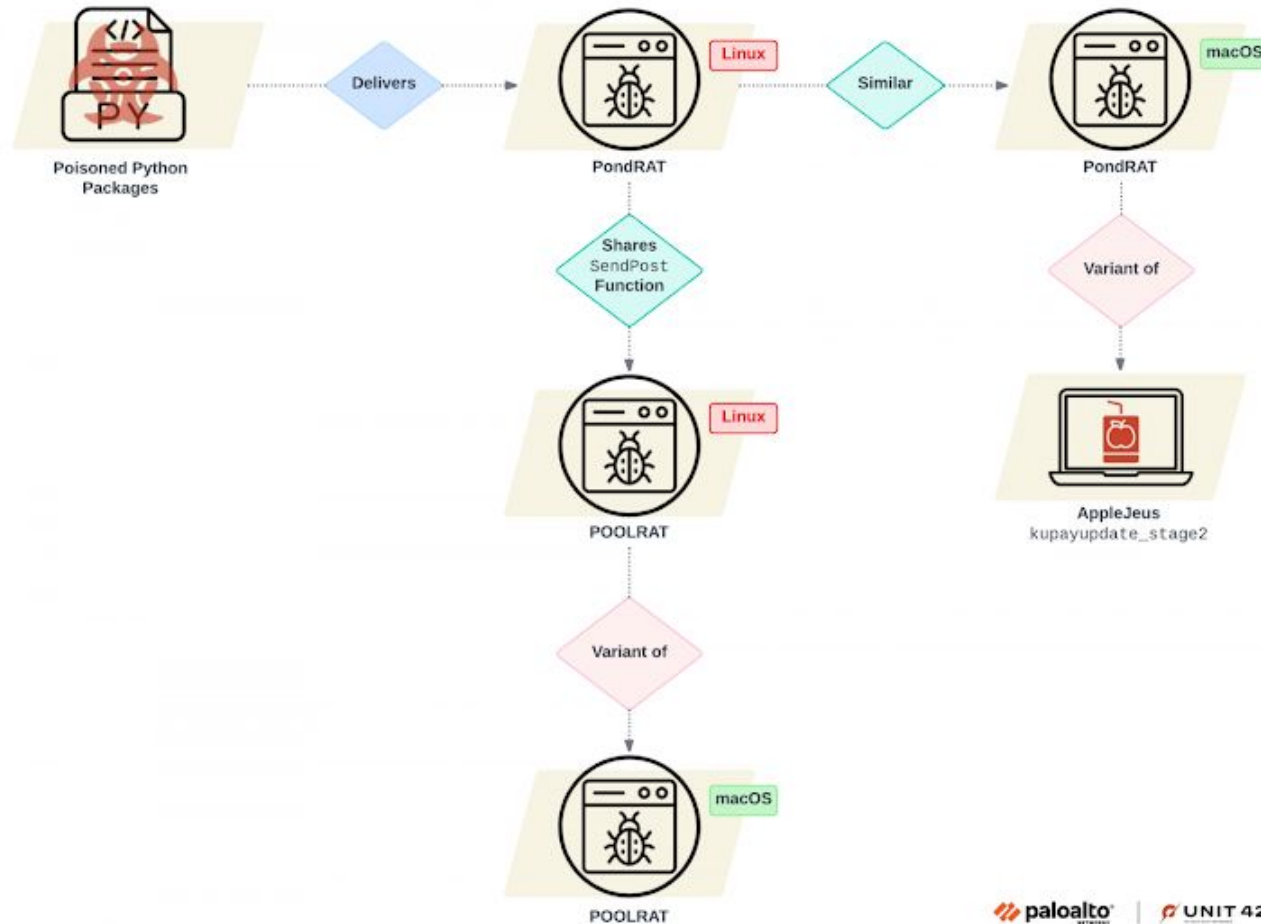 </>
PY
Poisoned Python
Packages
Delivers
Linux
PondRAT
Similar
macOS
PondRAT
Shares
SendPost
Function
Variant of
Linux
POOLRAT
AppleJeus
kupayupdate_stage2
Variant of
macOS
POOLRAT
paloalto
NETWORKS
UNIT 42